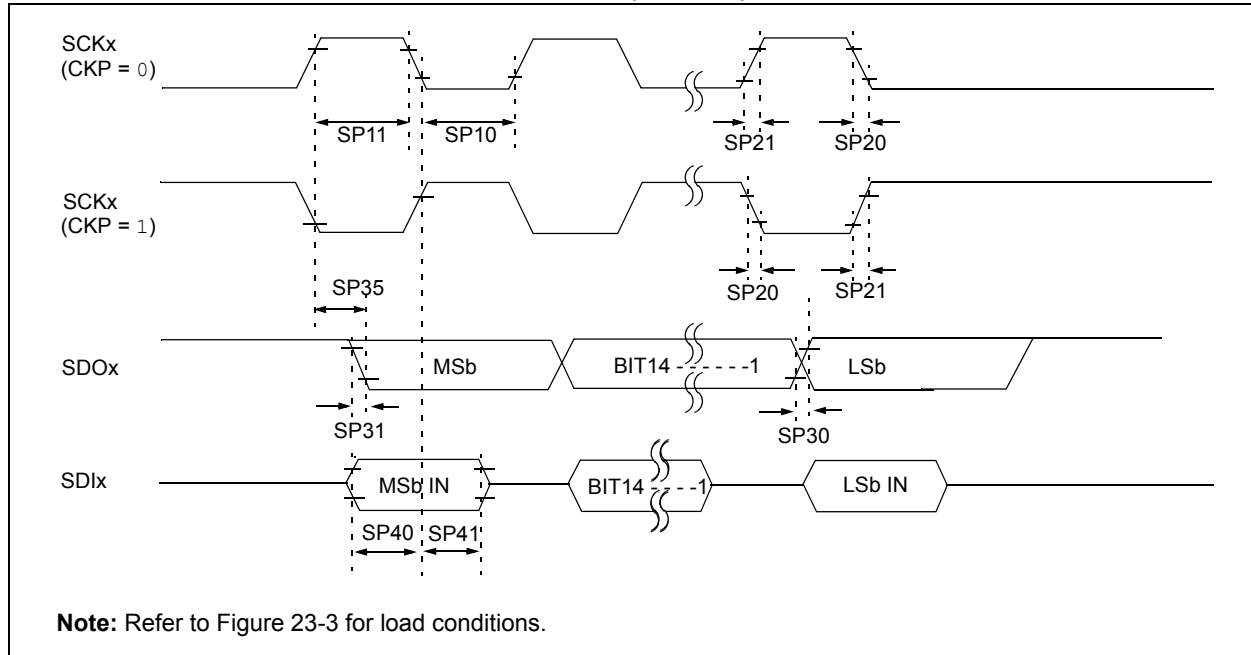 SCKx
(CKP = 0)
SP11
SP10
SP21
SP20
SCKx
(CKP = 1)
SP35
SP20
SP21
SDOx
MSb
BIT14 - - - - - -1
LSb
SP31
SP30
SDIx
MSb IN
BIT14 - - - -1
LSb IN
SP40
SP41
Note: Refer to Figure 23-3 for load conditions.